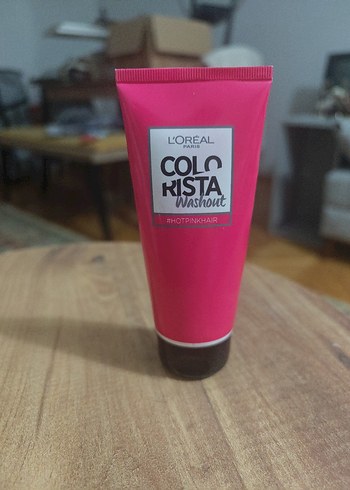 L'ORÉAL
PARIS
COLO
RISTA
Washout
#HOTPINKHAIR